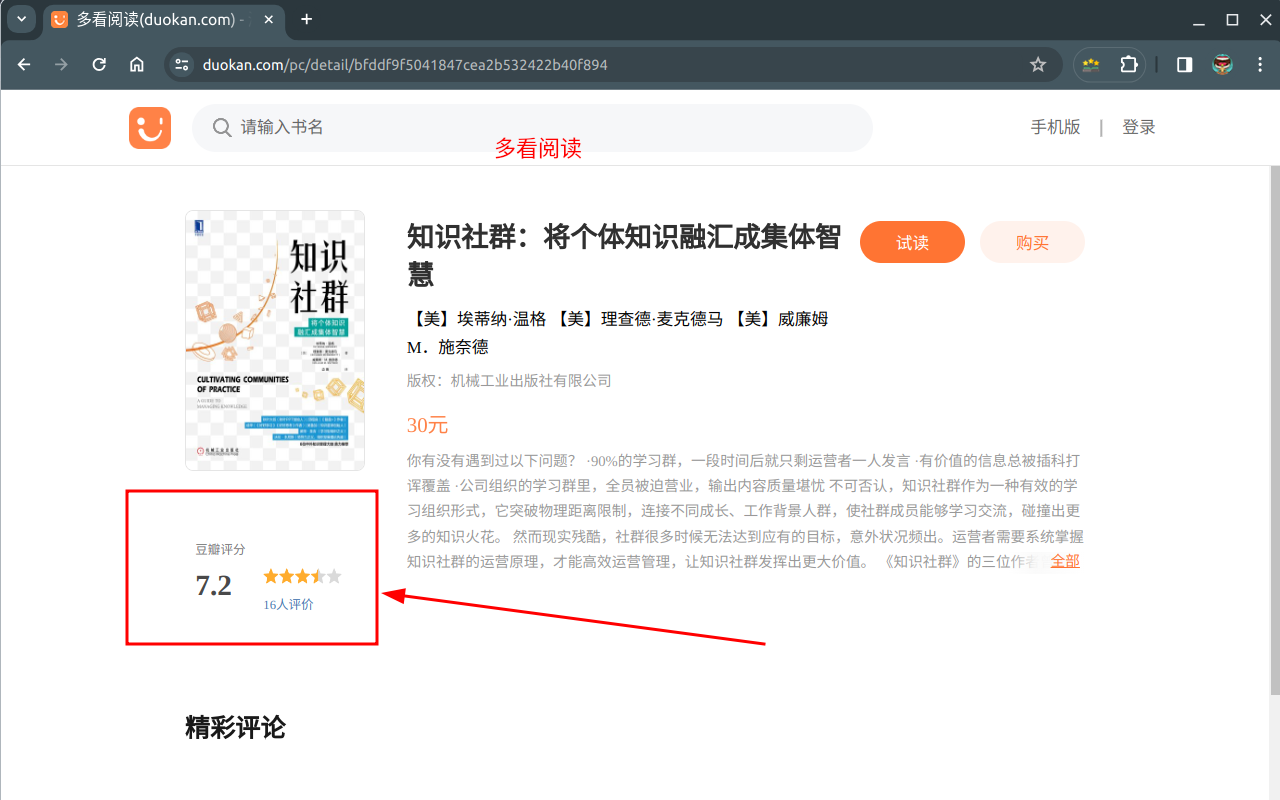 多看阅读(duokan.com) -
duokan.com/pc/detail/bfddf9f5041847cea2b532422b40f894
请输入书名
手机版 | 登录
多看阅读
知识
社群
将个体知识
融汇成集体智慧
CULTIVATING COMMUNITIES
OF PRACTICE
A GUIDE TO
MANAGING KNOWLEDGE
机械工业出版社
知识社群：将个体知识融汇成集体智
慧
试读
购买
【美】埃蒂纳·温格 【美】理查德·麦克德马 【美】威廉姆
M．施奈德
版权：机械工业出版社有限公司
30元
你有没有遇到过以下问题？ ·90%的学习群，一段时间后就只剩运营者一人发言 ·有价值的信息总被插科打
诨覆盖 ·公司组织的学习群里，全员被迫营业，输出内容质量堪忧 不可否认，知识社群作为一种有效的学
习组织形式，它突破物理距离限制，连接不同成长、工作背景人群，使社群成员能够学习交流，碰撞出更
多的知识火花。 然而现实残酷，社群很多时候无法达到应有的目标，意外状况频出。运营者需要系统掌握
知识社群的运营原理，才能高效运营管理，让知识社群发挥出更大价值。 《知识社群》的三位作者 全部
豆瓣评分
7.2
16人评价
精彩评论